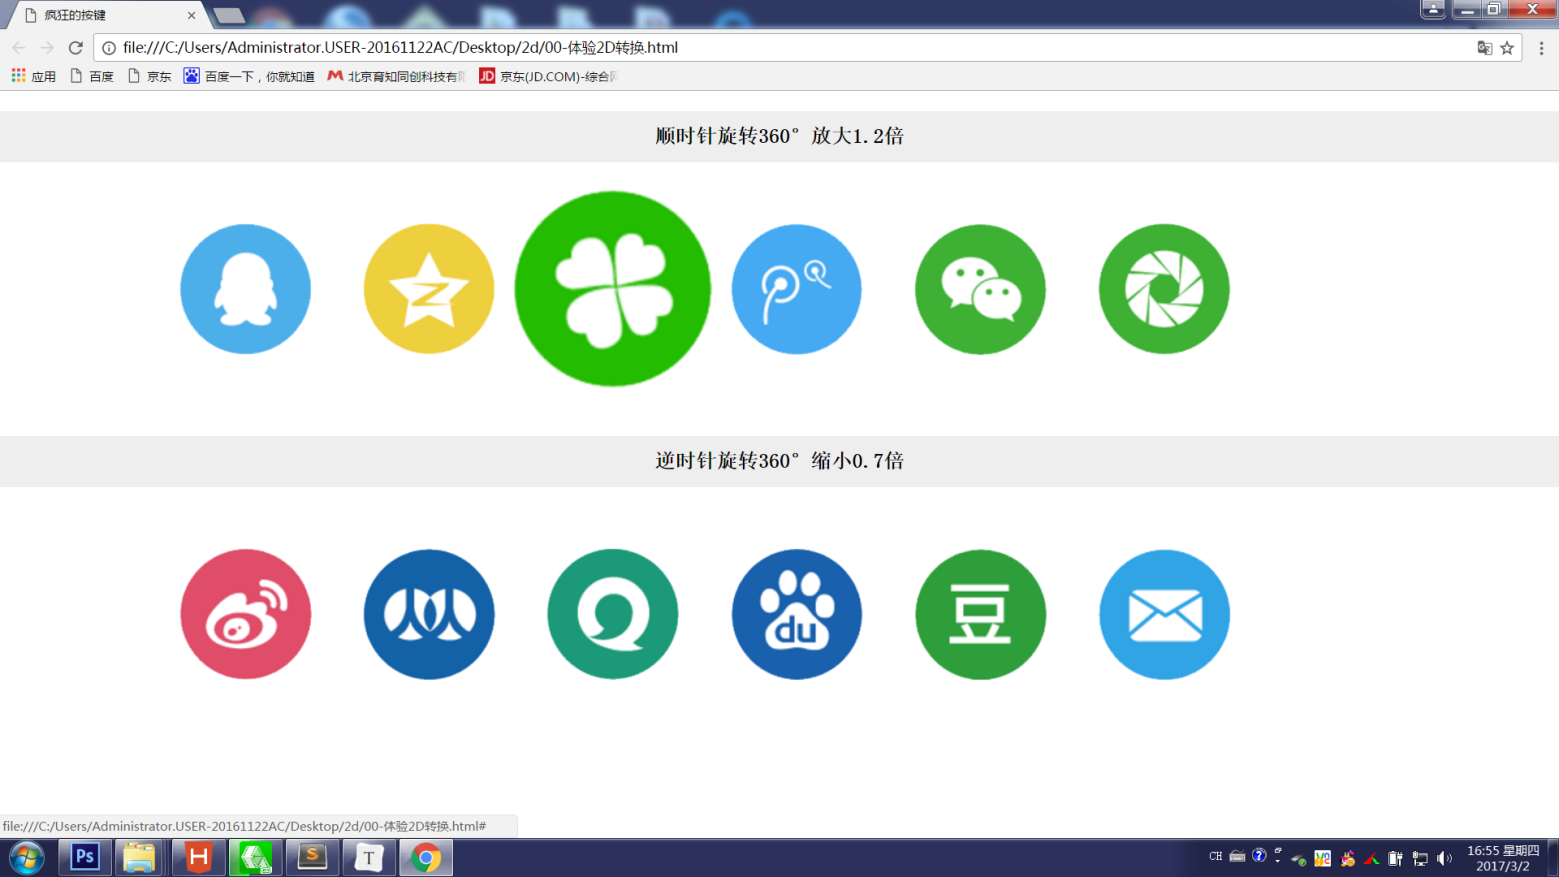 疯狂的按键
file:///C:/Users/Administrator.USER-20161122AC/Desktop/2d/00-体验2D转换.html
应用 百度 京东 百度一下，你就知道 北京育知同创科技有 JD 京东(JD.COM)-综合
顺时针旋转360° 放大1.2倍
逆时针旋转360° 缩小0.7倍
du 豆
file:///C:/Users/Administrator.USER-20161122AC/Desktop/2d/00-体验2D转换.html#
Ps H S T CH 16:55 星期四
2017/3/2